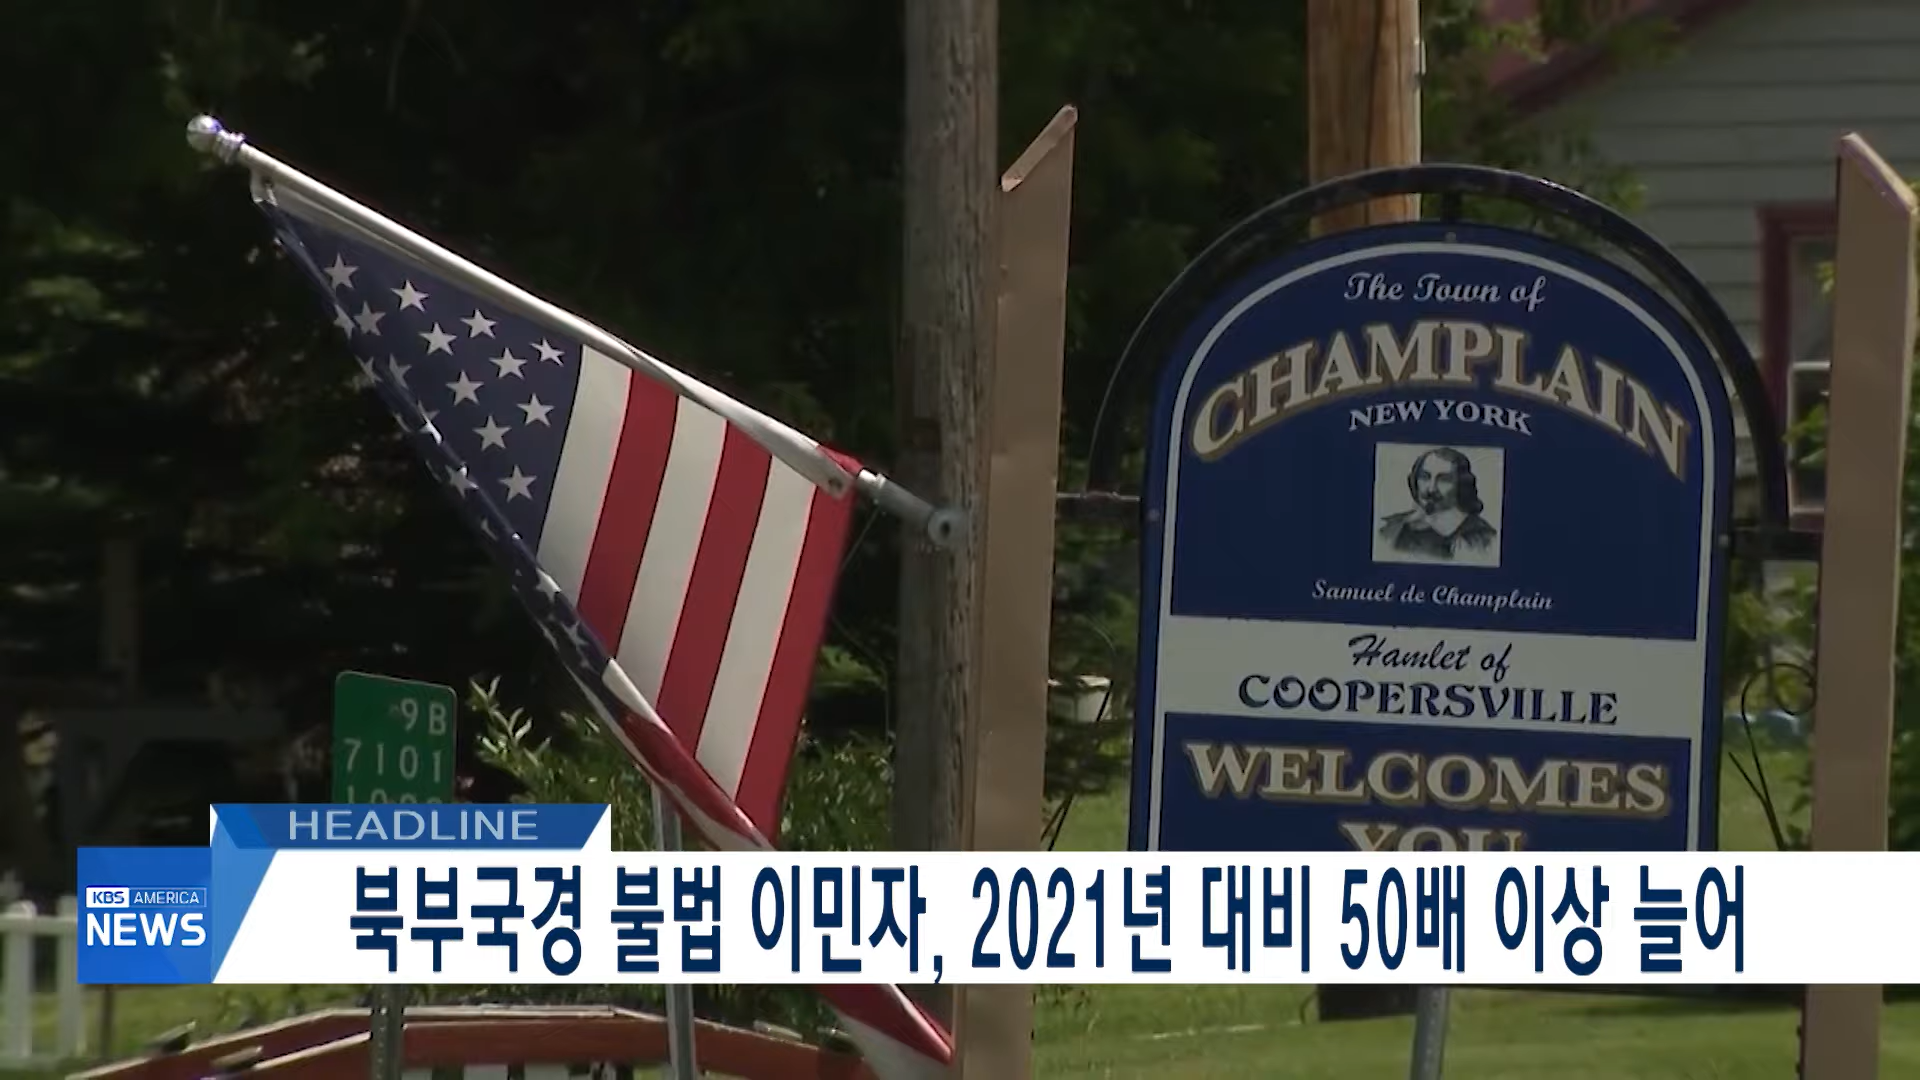 The Town of
CHAMPLAIN
NEW YORK
Samuel de Champlain
Hamlet of
COOPERSVILLE
WELCOMES
YOU
9B
7101
HEADLINE
KBS AMERICA
NEWS
북부국경 불법 이민자, 2021년 대비 50배 이상 늘어